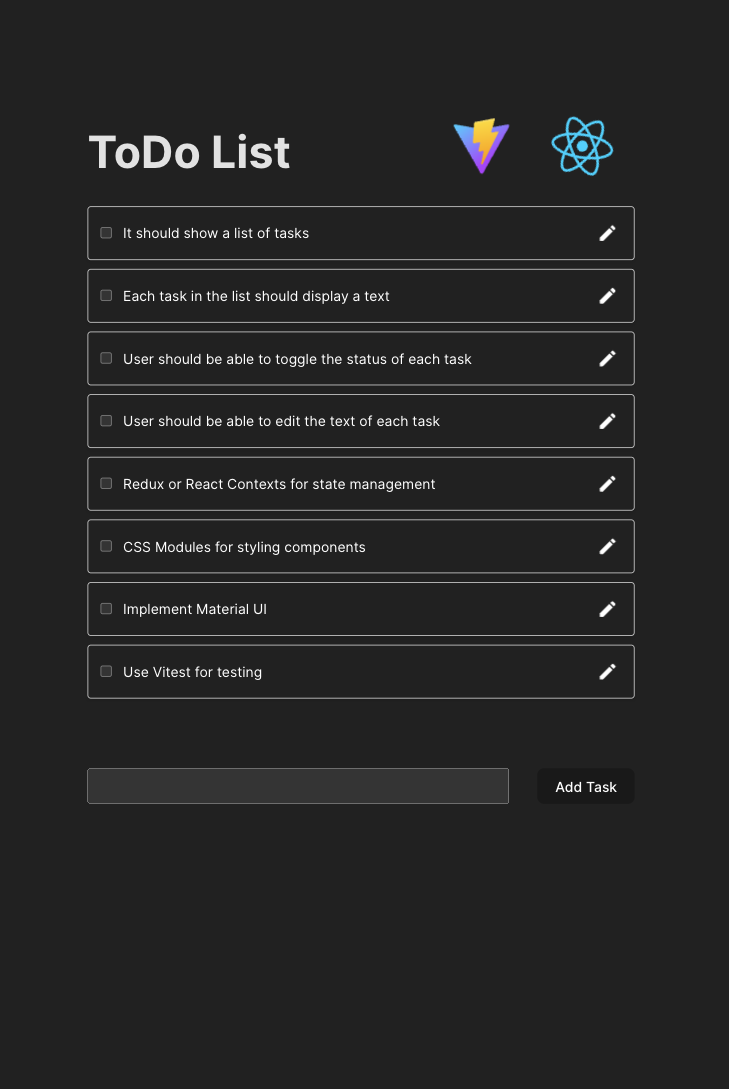 ToDo List
It should show a list of tasks
Each task in the list should display a text
User should be able to toggle the status of each task
User should be able to edit the text of each task
Redux or React Contexts for state management
CSS Modules for styling components
Implement Material UI
Use Vitest for testing
Add Task